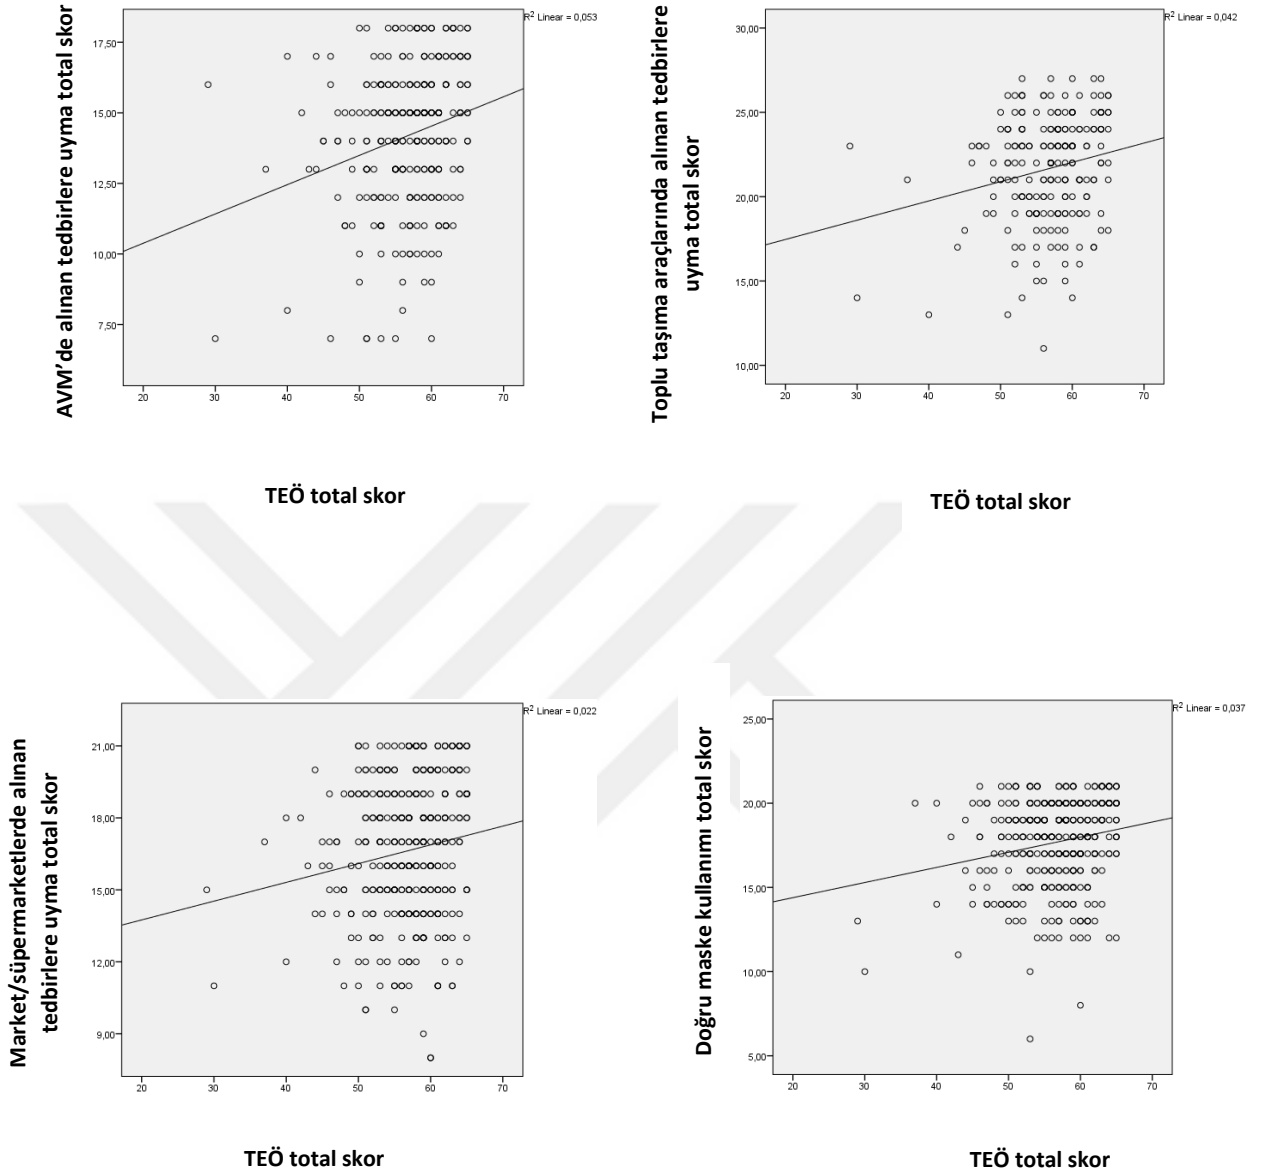 R² Linear = 0,053
AVM'de alınan tedbirlere uyma total skor
17,50
15,00
12,50
10,00
7,50
20 30 40 50 60 70
TEÖ total skor
R² Linear = 0,042
Toplu taşıma araçlarında alınan tedbirlere
uyma total skor
30,00
25,00
20,00
15,00
10,00
20 30 40 50 60 70
TEÖ total skor
R² Linear = 0,022
Market/süpermarketlerde alınan
tedbirlere uyma total skor
21,00
18,00
15,00
12,00
9,00
20 30 40 50 60 70
TEÖ total skor
R² Linear = 0,037
Doğru maske kullanımı total skor
25,00
20,00
15,00
10,00
5,00
20 30 40 50 60 70
TEÖ total skor